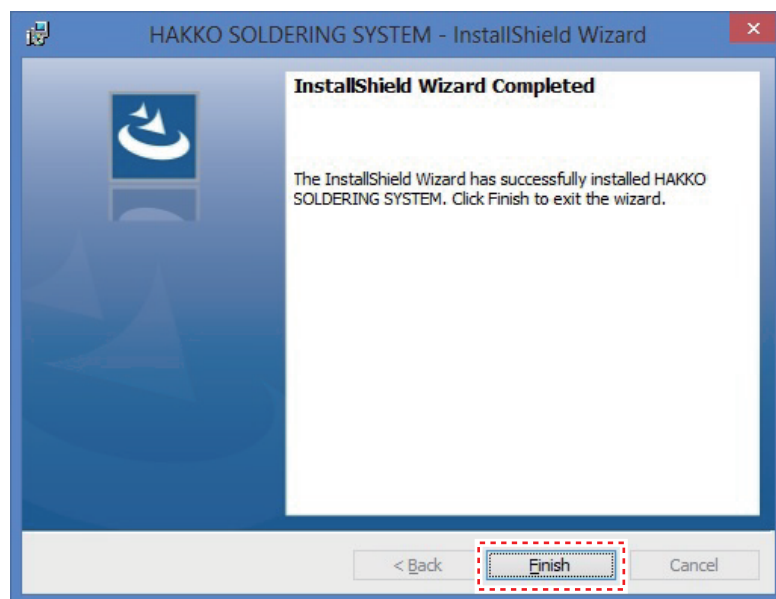 HAKKO SOLDERING SYSTEM - InstallShield Wizard
InstallShield Wizard Completed
The InstallShield Wizard has successfully installed HAKKO
SOLDERING SYSTEM. Click Finish to exit the wizard.
< Back Finish Cancel